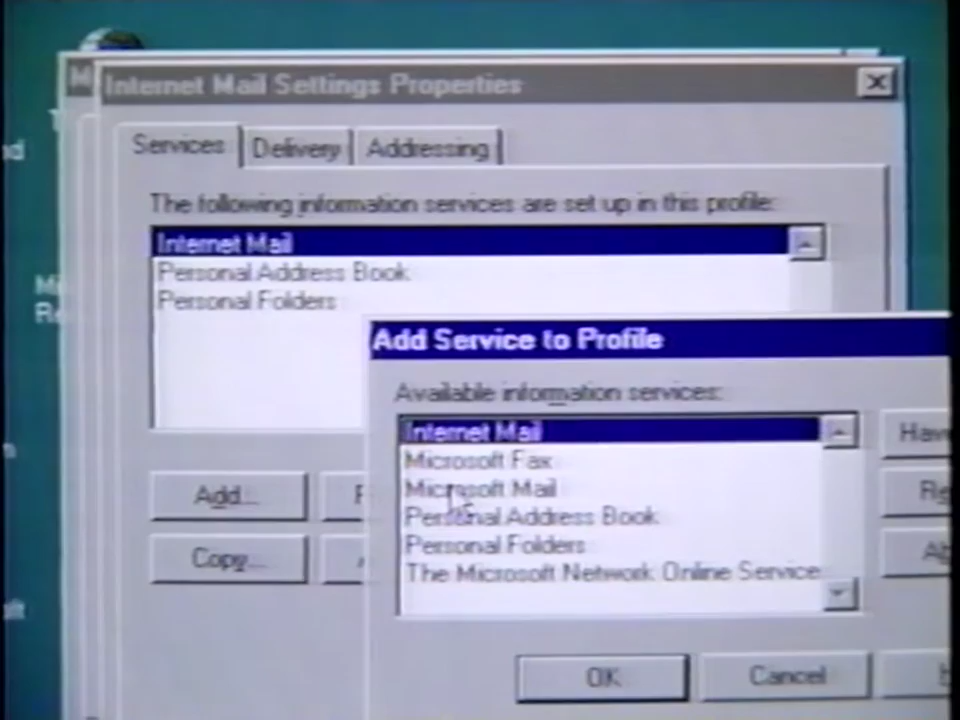 Internet Mail Settings Properties
Services
Delivery
Addressing
The following information services are set up in this profile:
Internet Mail
Personal Address Book
Personal Folders
Add Service to Profile
Available information services:
Internet Mail
Microsoft Fax
Microsoft Mail
Personal Address Book
Personal Folders
The Microsoft Network Online Service
Add...
Copy...
OK
Cancel